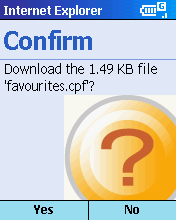 Internet Explorer G
Confirm
Download the 1.49 KB file
'favourites.cpf'?
?
Yes No